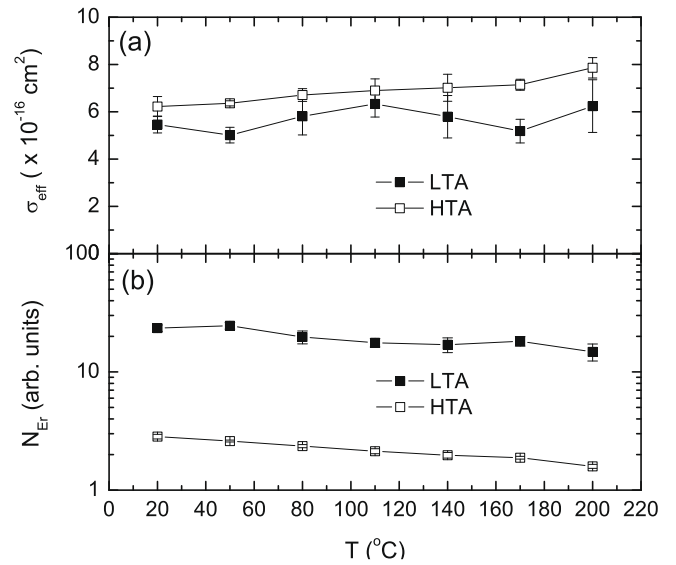 10
(a)
8
6
4
2
σeff ( x 10⁻¹⁶ cm²)
LTA
HTA
100
(b)
10
1
NEr (arb. units)
LTA
HTA
0 20 40 60 80 100 120 140 160 180 200 220
T (°C)